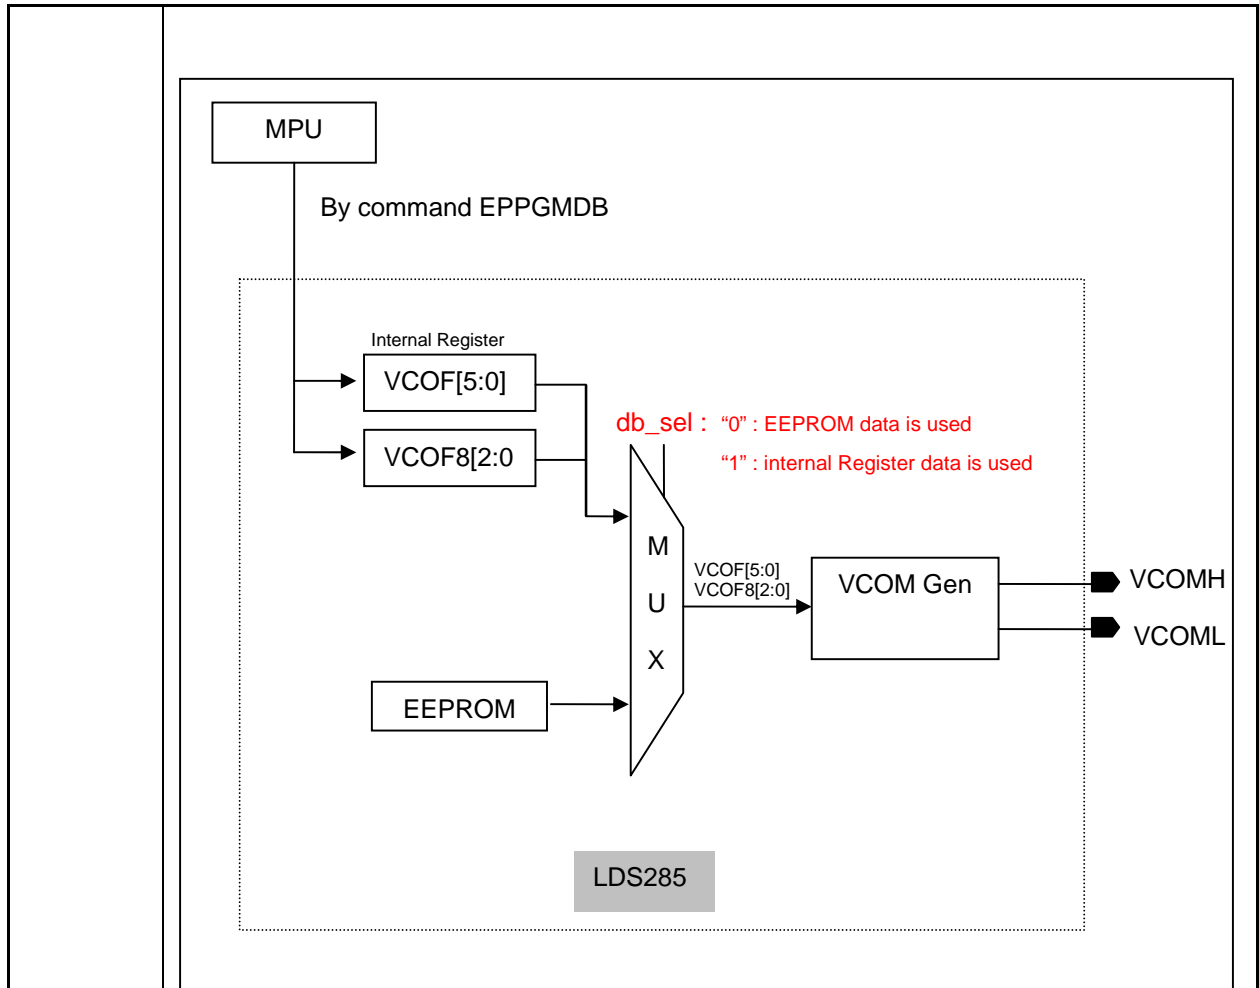 MPU
By command EPPGMDB
Internal Register
VCOF[5:0]
VCOF8[2:0
db_sel : “0” : EEPROM data is used
“1” : internal Register data is used
M
U
X
VCOF[5:0]
VCOF8[2:0]
VCOM Gen
VCOMH
VCOML
EEPROM
LDS285